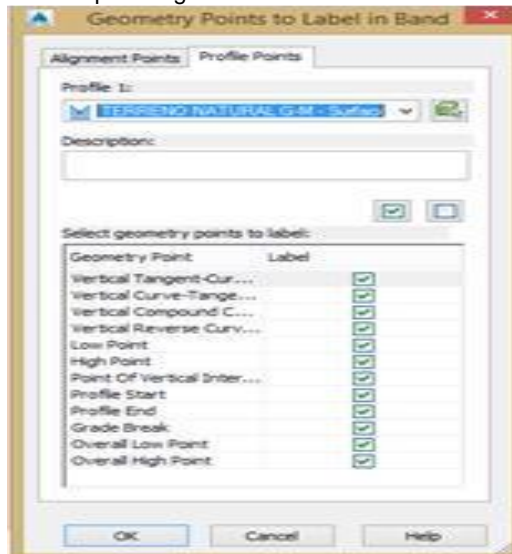 Geometry Points to Label in Band
Alignment Points Profile Points
Profile 1:
TERRENO NATURAL G-M - Surfac
Description:
Select geometry points to label:
Geometry Point Label
Vertical Tangent-Cur...
Vertical Curve-Tange...
Vertical Compound C...
Vertical Reverse Curv...
Low Point
High Point
Point Of Vertical Inter...
Profile Start
Profile End
Grade Break
Overall Low Point
Overall High Point
OK Cancel Help